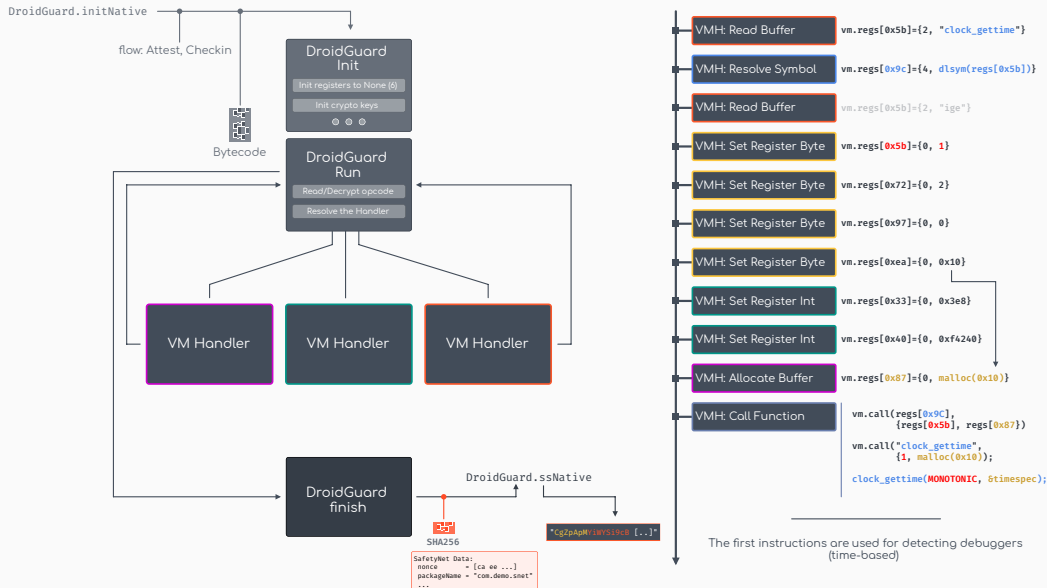 DroidGuard.initNative
flow: Attest, Checkin
Bytecode
DroidGuard
Init
Init registers to None (6)
Init crypto keys
DroidGuard
Run
Read/Decrypt opcode
Resolve the Handler
VM Handler
VM Handler
VM Handler
DroidGuard
finish
SHA256
SafetyNet Data:
nonce = [ca ee ...]
packageName = "com.demo.snet"
...
DroidGuard.ssNative
"CgZpApMYiWYSi9cB [..]"
VMH: Read Buffer vm.regs[0x5b]={2, "clock_gettime"}
VMH: Resolve Symbol vm.regs[0x9c]={4, dlsym(regs[0x5b])}
VMH: Read Buffer vm.regs[0x5b]={2, "ige"}
VMH: Set Register Byte vm.regs[0x5b]={0, 1}
VMH: Set Register Byte vm.regs[0x72]={0, 2}
VMH: Set Register Byte vm.regs[0x97]={0, 0}
VMH: Set Register Byte vm.regs[0xea]={0, 0x10}
VMH: Set Register Int vm.regs[0x33]={0, 0x3e8}
VMH: Set Register Int vm.regs[0x40]={0, 0xf4240}
VMH: Allocate Buffer vm.regs[0x87]={0, malloc(0x10)}
VMH: Call Function vm.call(regs[0x9C],
{regs[0x5b], regs[0x87]})
vm.call("clock_gettime",
{1, malloc(0x10)});
clock_gettime(MONOTONIC, &timespec);
The first instructions are used for detecting debuggers
(time-based)